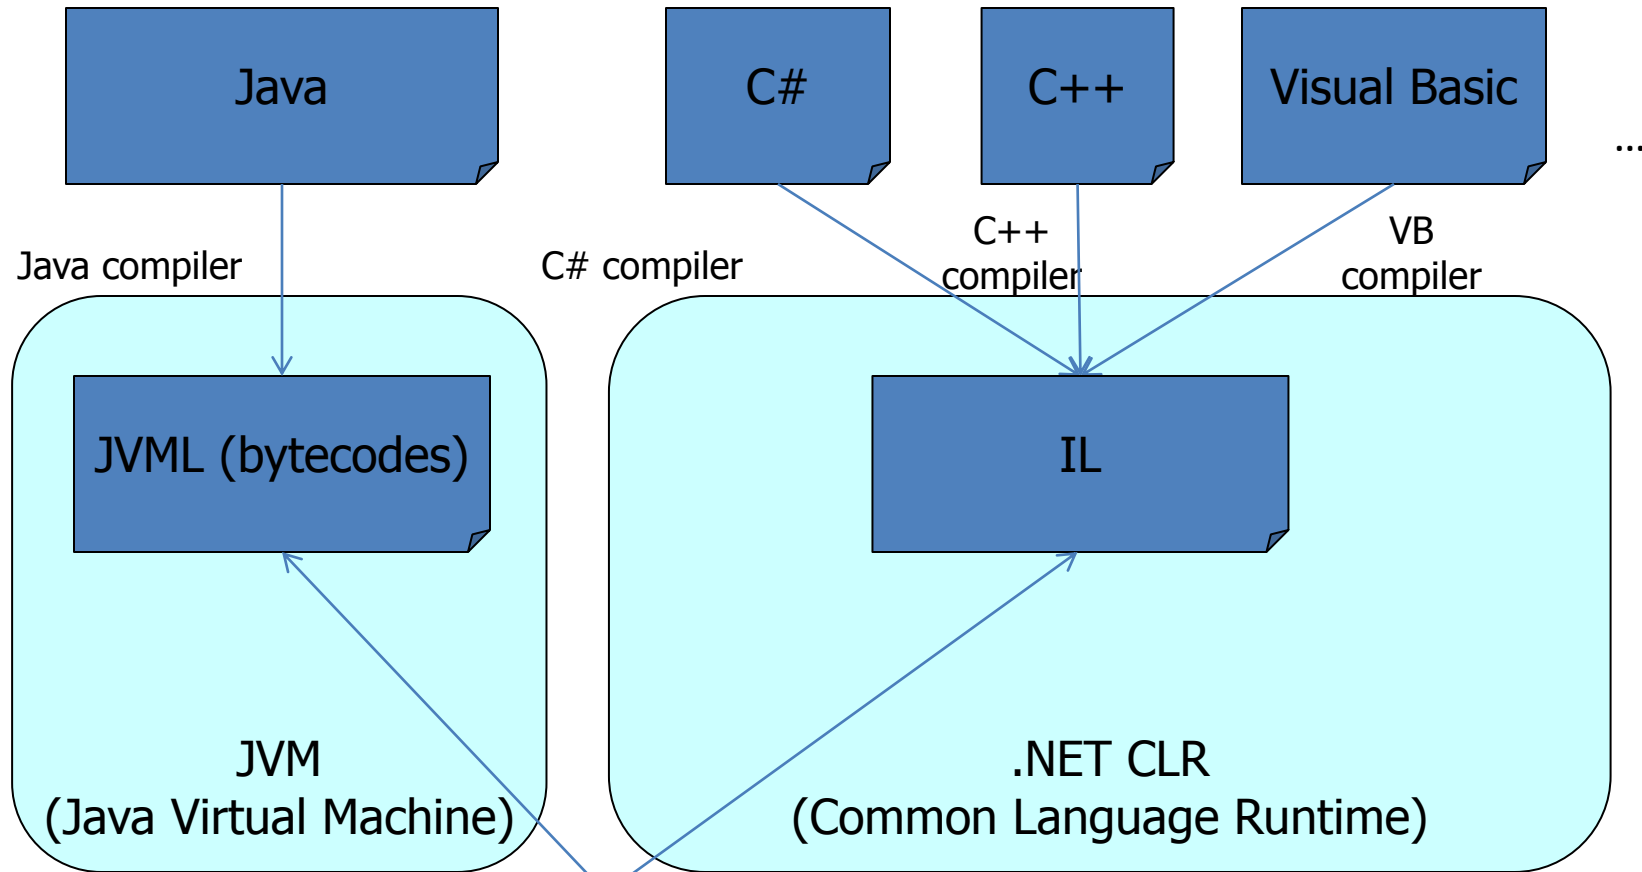 Java
C#
C++
Visual Basic
...
Java compiler
C# compiler
C++
compiler
VB
compiler
JVML (bytecodes)
IL
JVM
(Java Virtual Machine)
.NET CLR
(Common Language Runtime)